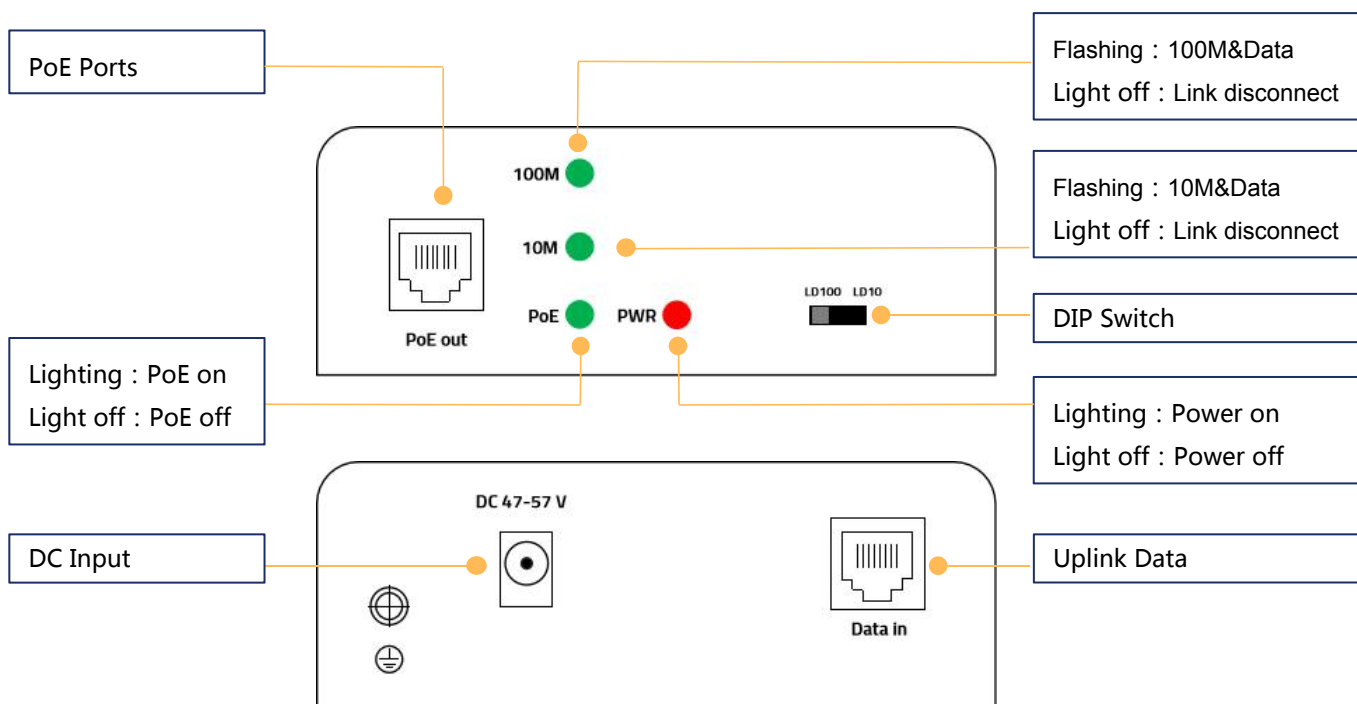 PoE Ports
Flashing：100M&Data
Light off：Link disconnect
100M
Flashing：10M&Data
Light off：Link disconnect
10M
LD100 LD10
DIP Switch
PoE
PWR
PoE out
Lighting：PoE on
Light off：PoE off
Lighting：Power on
Light off：Power off
DC 47-57 V
DC Input
Uplink Data
Data in